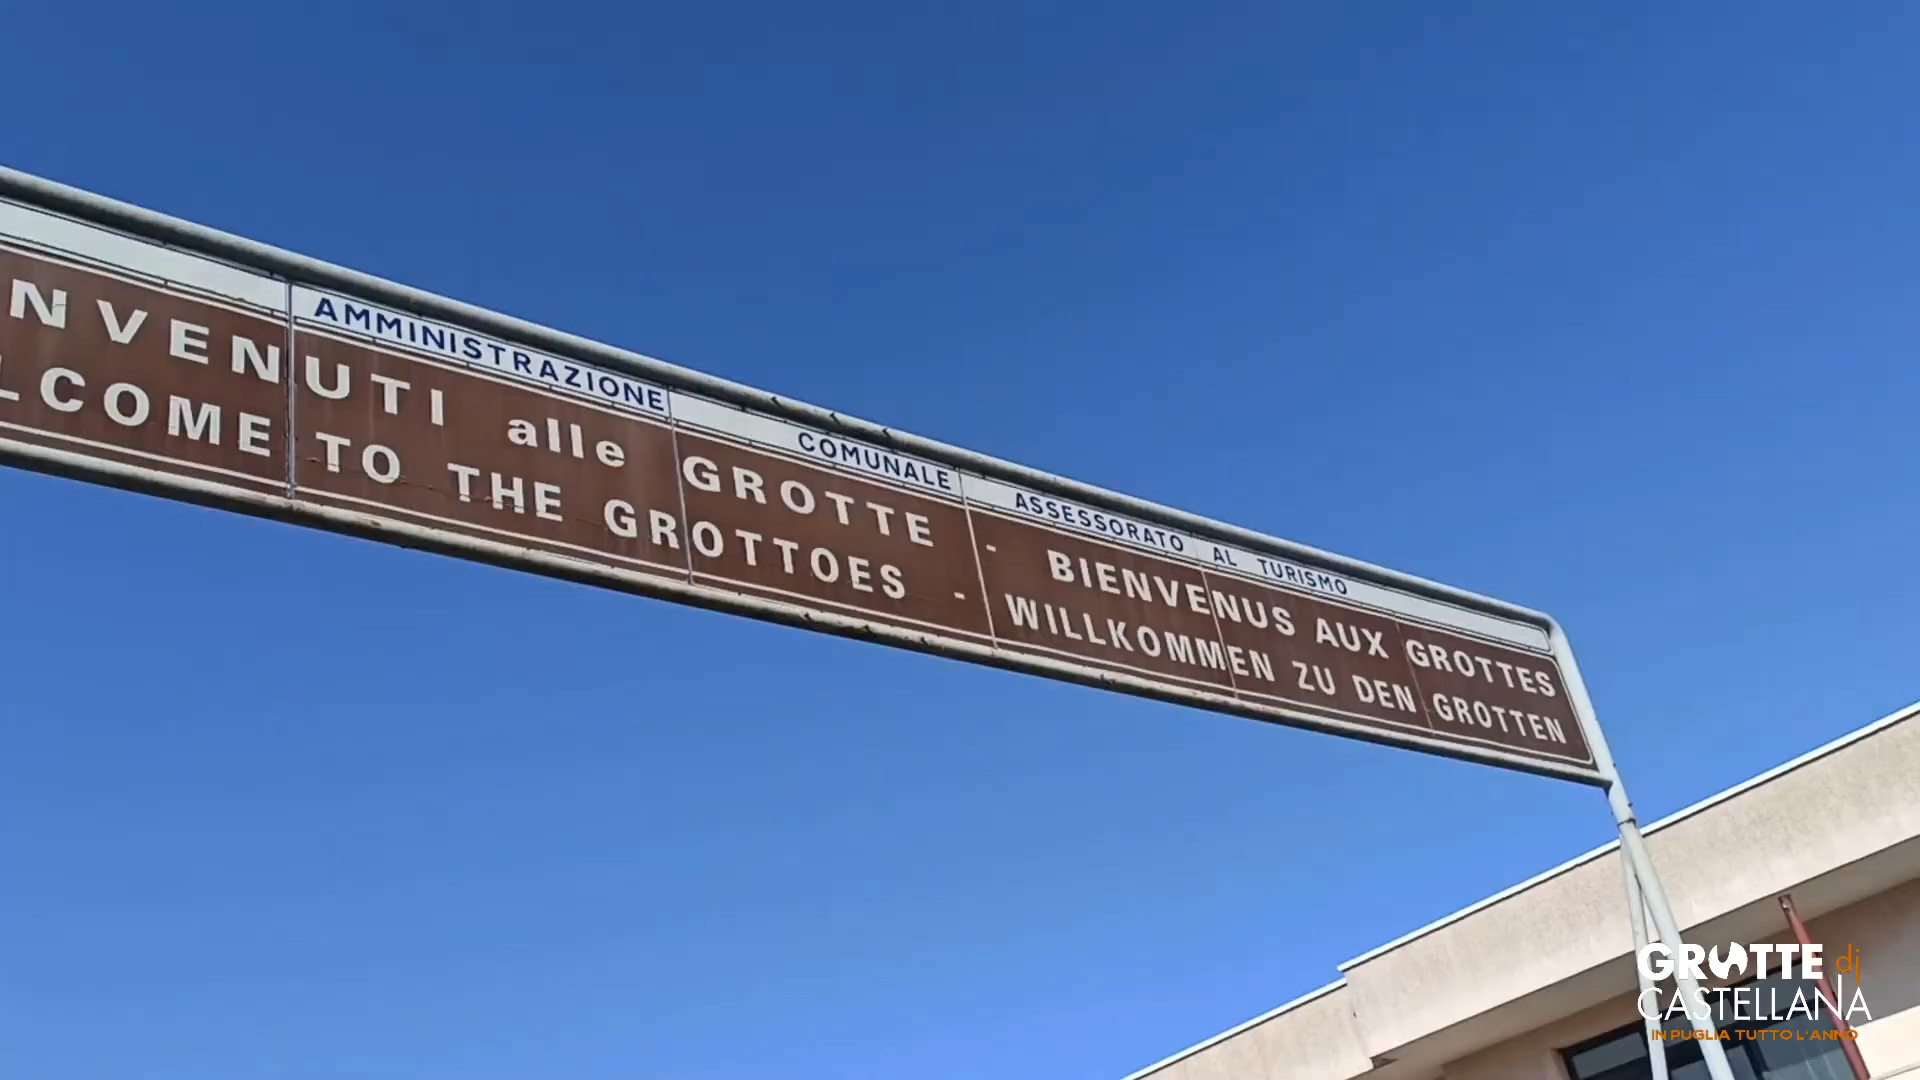 AMMINISTRAZIONE COMUNALE ASSESSORATO AL TURISMO
NVENUTI alle GROTTE - BIENVENUS AUX GROTTES
LCOME TO THE GROTTOES - WILLKOMMEN ZU DEN GROTTEN
GROTTE di
CASTELLANA
IN PUGLIA TUTTO L'ANNO